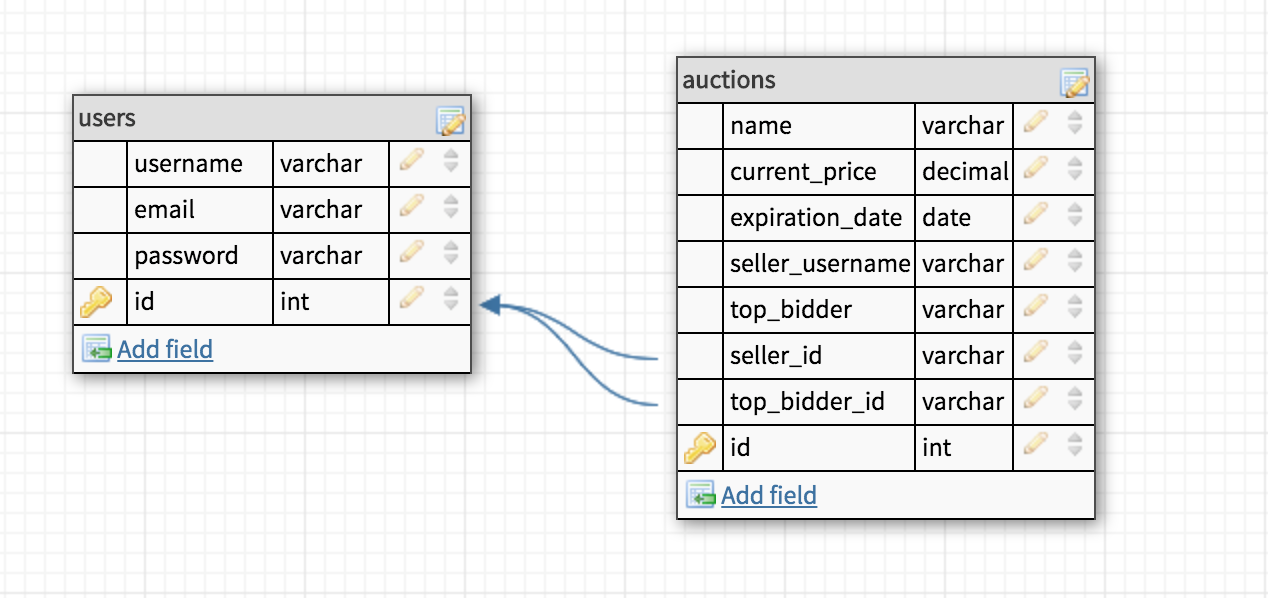 users
username varchar
email varchar
password varchar
id int
Add field
auctions
name varchar
current_price decimal
expiration_date date
seller_username varchar
top_bidder varchar
seller_id varchar
top_bidder_id varchar
id int
Add field